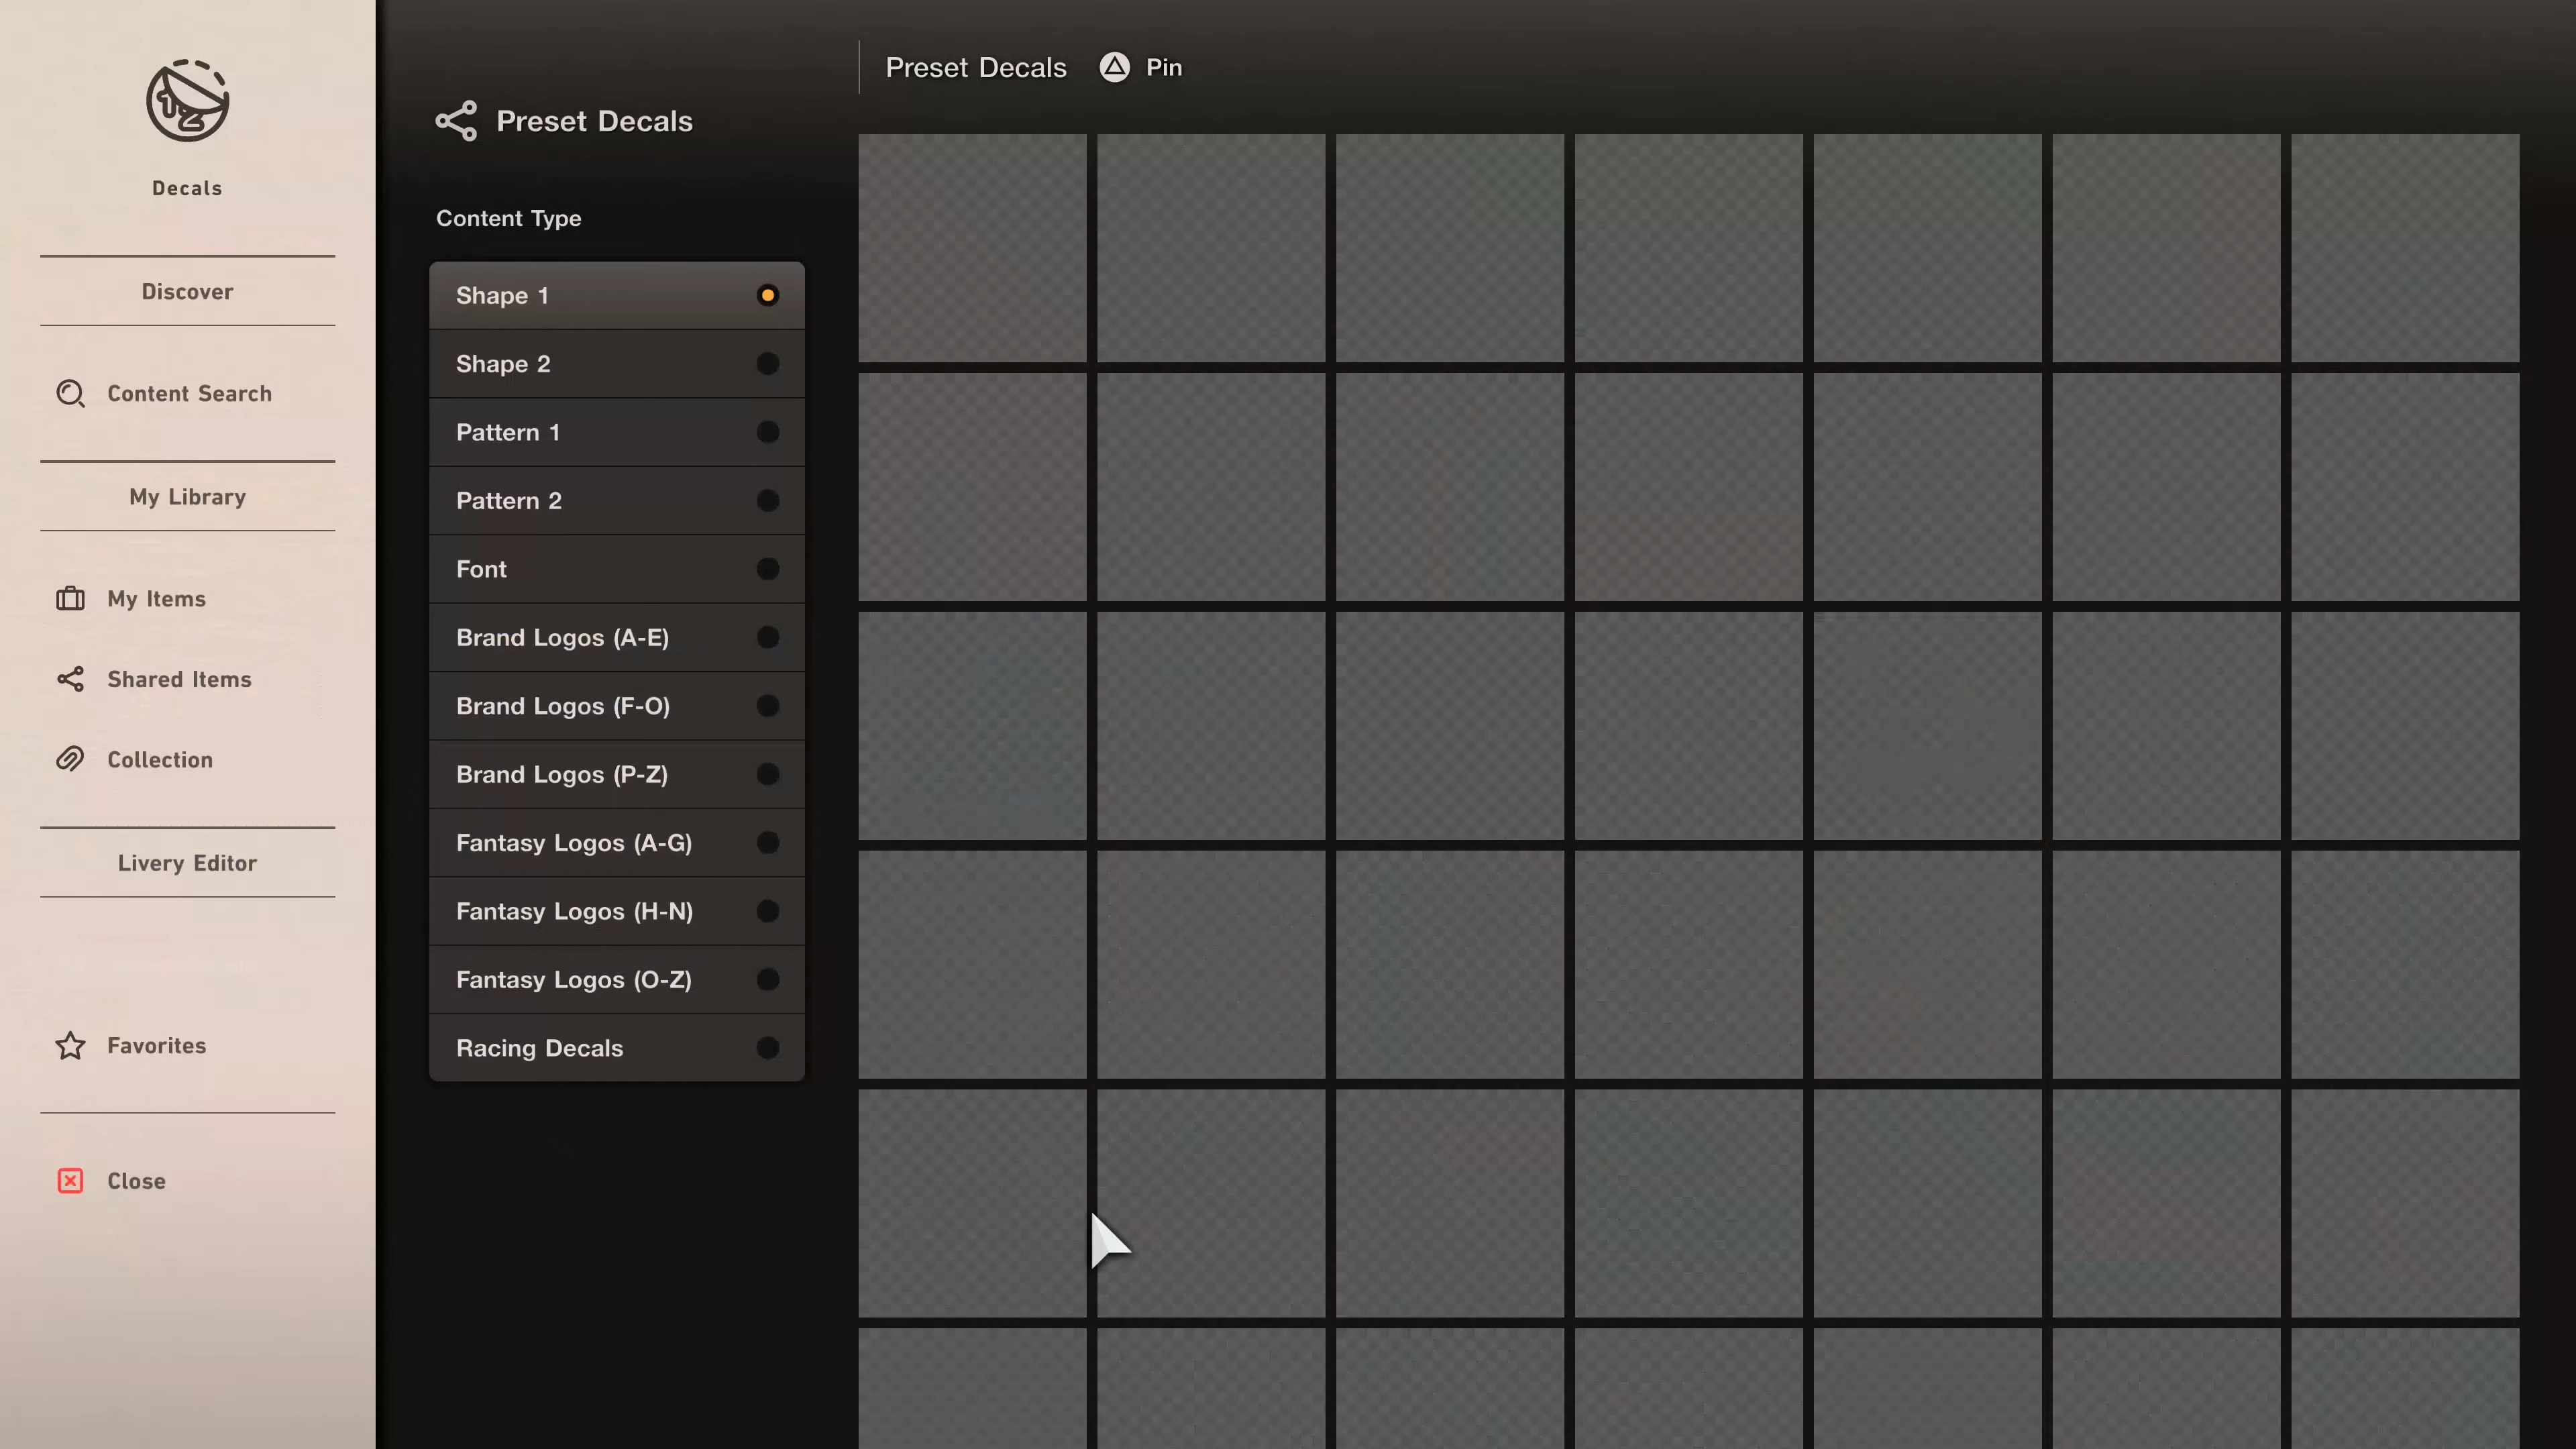 Decals
Discover
Content Search
My Library
My Items
Shared Items
Collection
Livery Editor
Favorites
Close
Preset Decals
Content Type
Shape 1
Shape 2
Pattern 1
Pattern 2
Font
Brand Logos (A-E)
Brand Logos (F-O)
Brand Logos (P-Z)
Fantasy Logos (A-G)
Fantasy Logos (H-N)
Fantasy Logos (O-Z)
Racing Decals
Preset Decals Pin